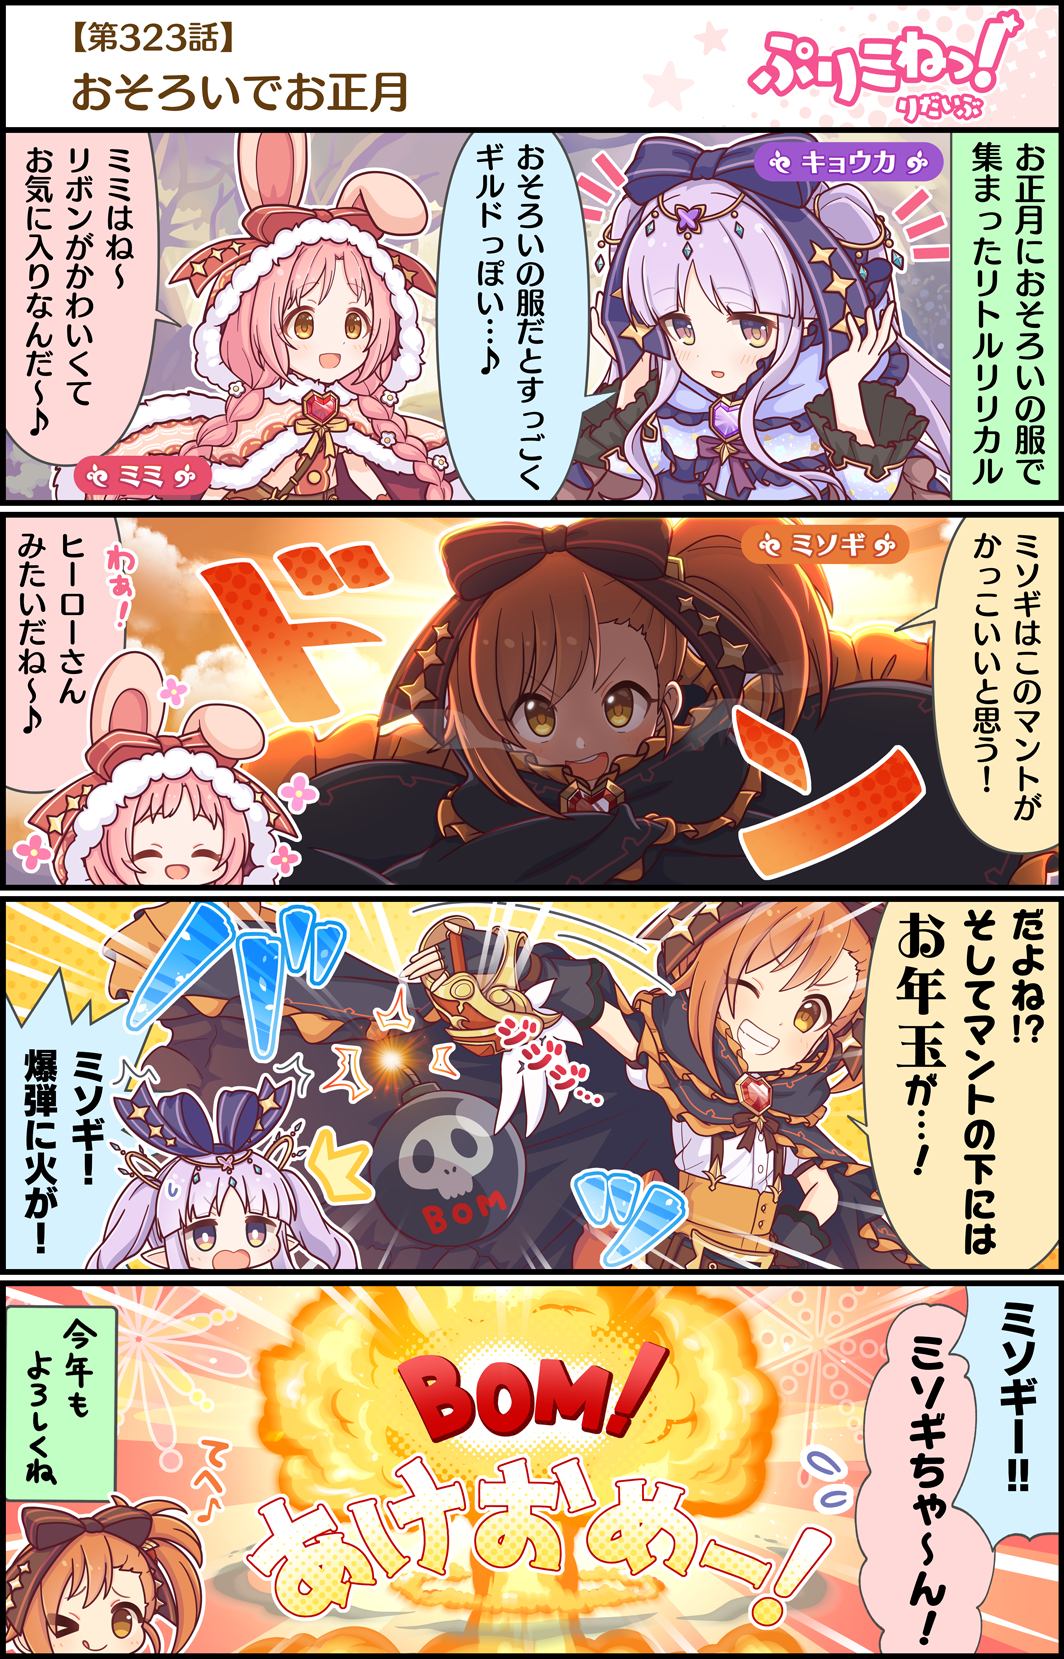 【第323話】
おそろいでお正月
ぷりこねっ!
りだいぶ
お正月におそろいの服で
集まったリトルリリカル
キョウカ
おそろいの服だとすっごく
ギルドっぽい…♪
ミミはね～
リボンがかわいくて
お気に入りなんだ～♪
ミミ
ミソギはこのマントが
かっこいいと思う!
ミソギ
ドン
わぁ!
ヒーローさん
みたいだね～♪
だよね!?
そしてマントの下には
お年玉が…!
バッ
ジジジ…
BOM
ミソギ!
爆弾に火が!
ミソギー!!
ミソギちゃ～ん!
BOM!
あけおめー!
てへっ
今年も
よろしくね